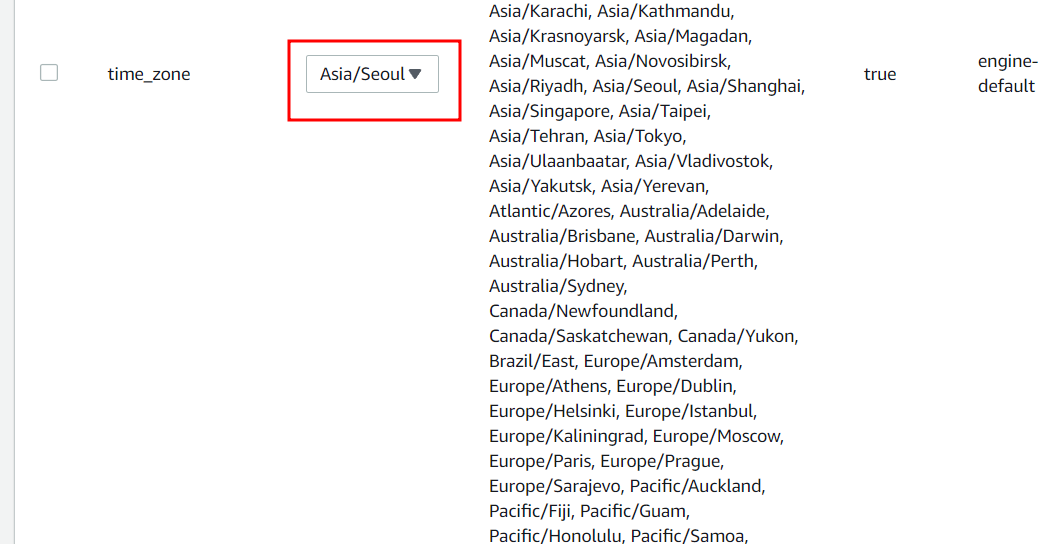 Asia/Karachi, Asia/Kathmandu,
Asia/Krasnoyarsk, Asia/Magadan,
Asia/Muscat, Asia/Novosibirsk,
time_zone Asia/Seoul Asia/Riyadh, Asia/Seoul, Asia/Shanghai, true engine-
default
Asia/Singapore, Asia/Taipei,
Asia/Tehran, Asia/Tokyo,
Asia/Ulaanbaatar, Asia/Vladivostok,
Asia/Yakutsk, Asia/Yerevan,
Atlantic/Azores, Australia/Adelaide,
Australia/Brisbane, Australia/Darwin,
Australia/Hobart, Australia/Perth,
Australia/Sydney,
Canada/Newfoundland,
Canada/Saskatchewan, Canada/Yukon,
Brazil/East, Europe/Amsterdam,
Europe/Athens, Europe/Dublin,
Europe/Helsinki, Europe/Istanbul,
Europe/Kaliningrad, Europe/Moscow,
Europe/Paris, Europe/Prague,
Europe/Sarajevo, Pacific/Auckland,
Pacific/Fiji, Pacific/Guam,
Pacific/Honolulu, Pacific/Samoa,